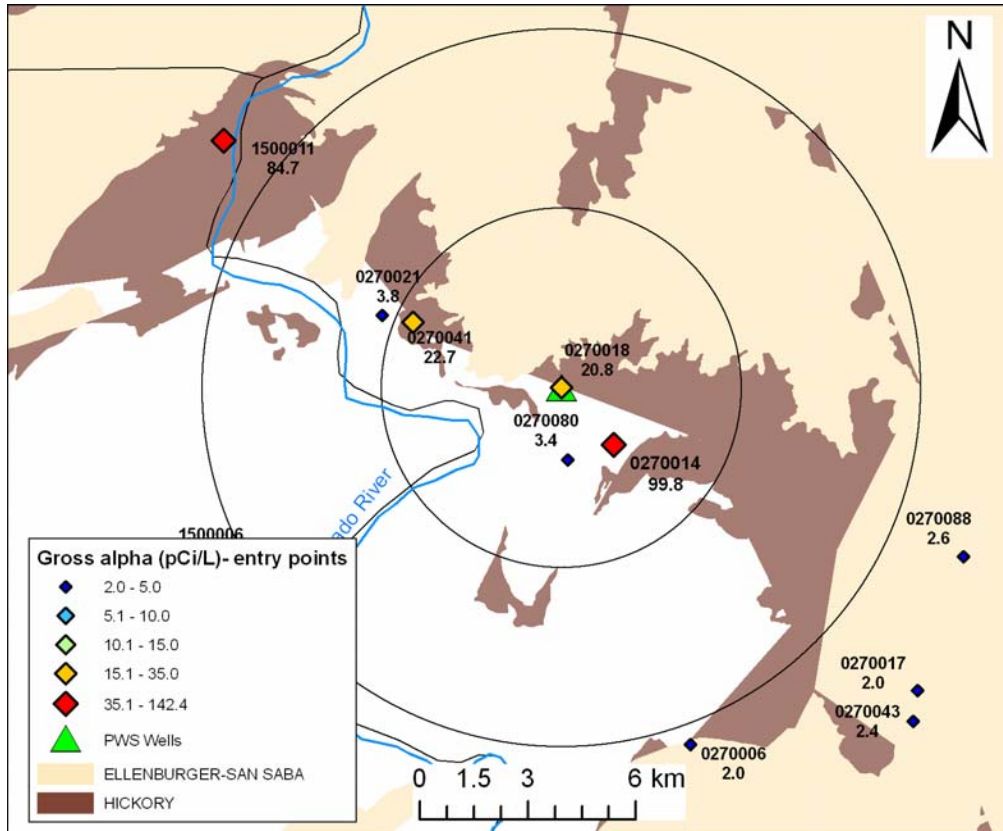 N
1500011
84.7
0270021
3.8
0270041
22.7
0270018
20.8
0270080
3.4
0270014
99.8
0270088
2.6
1500006
ado River
0270017
2.0
0270043
2.4
0270006
2.0
Gross alpha (pCi/L)- entry points
2.0 - 5.0
5.1 - 10.0
10.1 - 15.0
15.1 - 35.0
35.1 - 142.4
PWS Wells
ELLENBURGER-SAN SABA
HICKORY
0 1.5 3 6 km